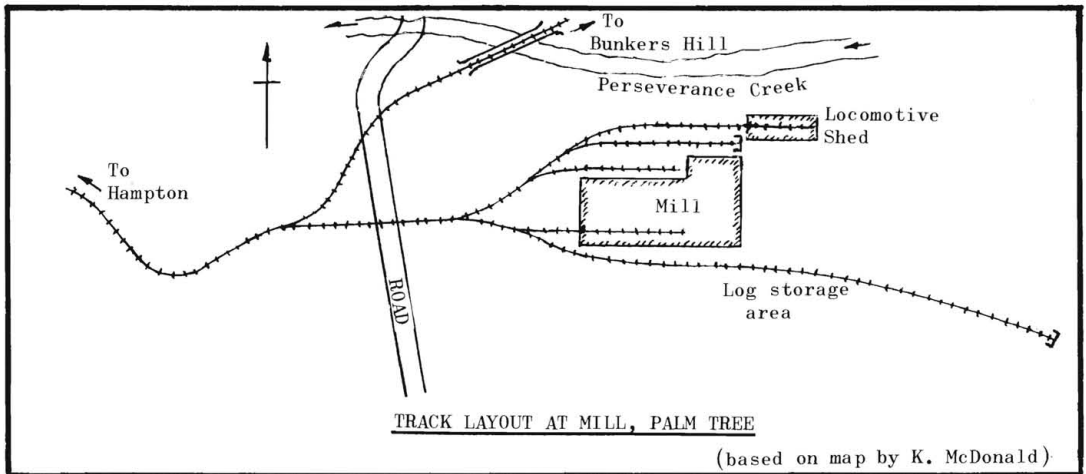 To
Bunkers Hill
Perseverance Creek
Locomotive
Shed
To
Hampton
Mill
ROAD
Log storage
area
TRACK LAYOUT AT MILL, PALM TREE
(based on map by K. McDonald)